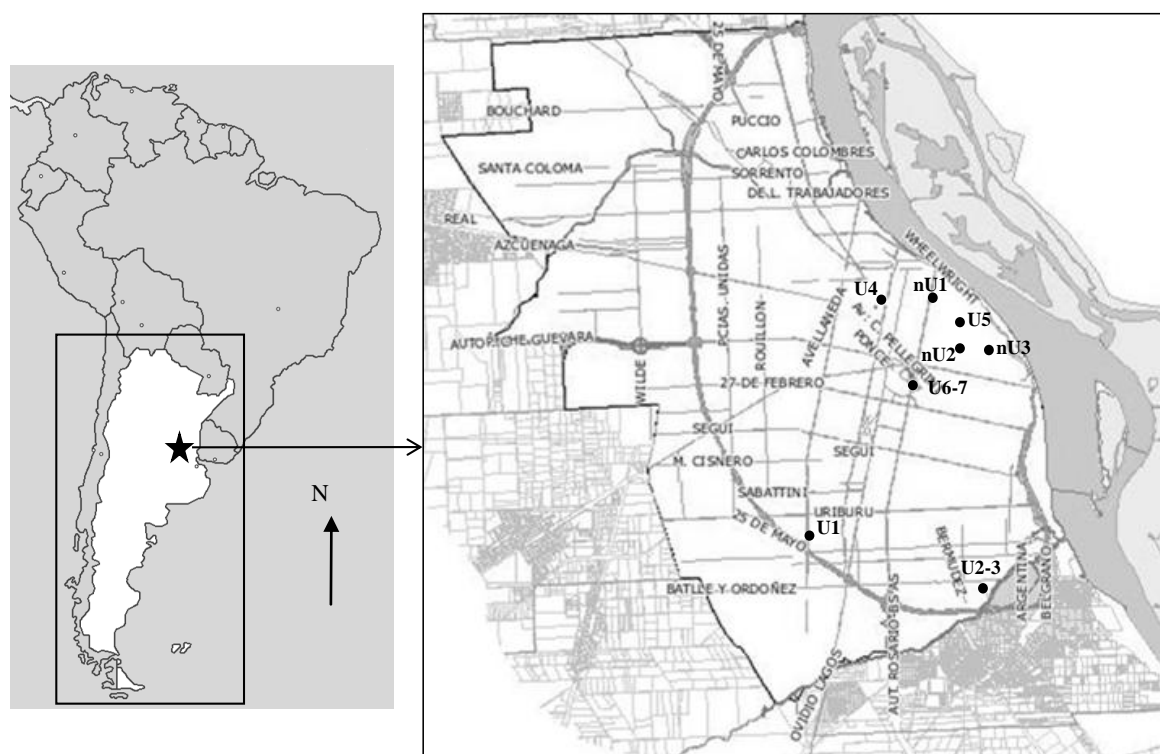 N
25 DE MAYO
BOUCHARD
PUCCIO
CARLOS COLOMBRES
SANTA COLOMA
SORRENTO
DE.L. TRABAJADORES
REAL
AZCUENAGA
WHEELWRIGHT
U4
nU1
AV. C. PELLEGRINI
U5
PCIAS. UNIDAS
ROUILLON
AVELLANEDA
nU2
nU3
AUTOP. CHE GUEVARA
WILDE
27 DE FEBRERO
U6-7
SEGUI
SEGUI
M. CISNERO
SABATTINI
URIBURU
25 DE MAYO
U1
BERMUDEZ
U2-3
ARGENTINA
BELGRANO
BATLLE Y ORDOÑEZ
OVIDIO LAGOS
AUT. ROSARIO-BS.AS